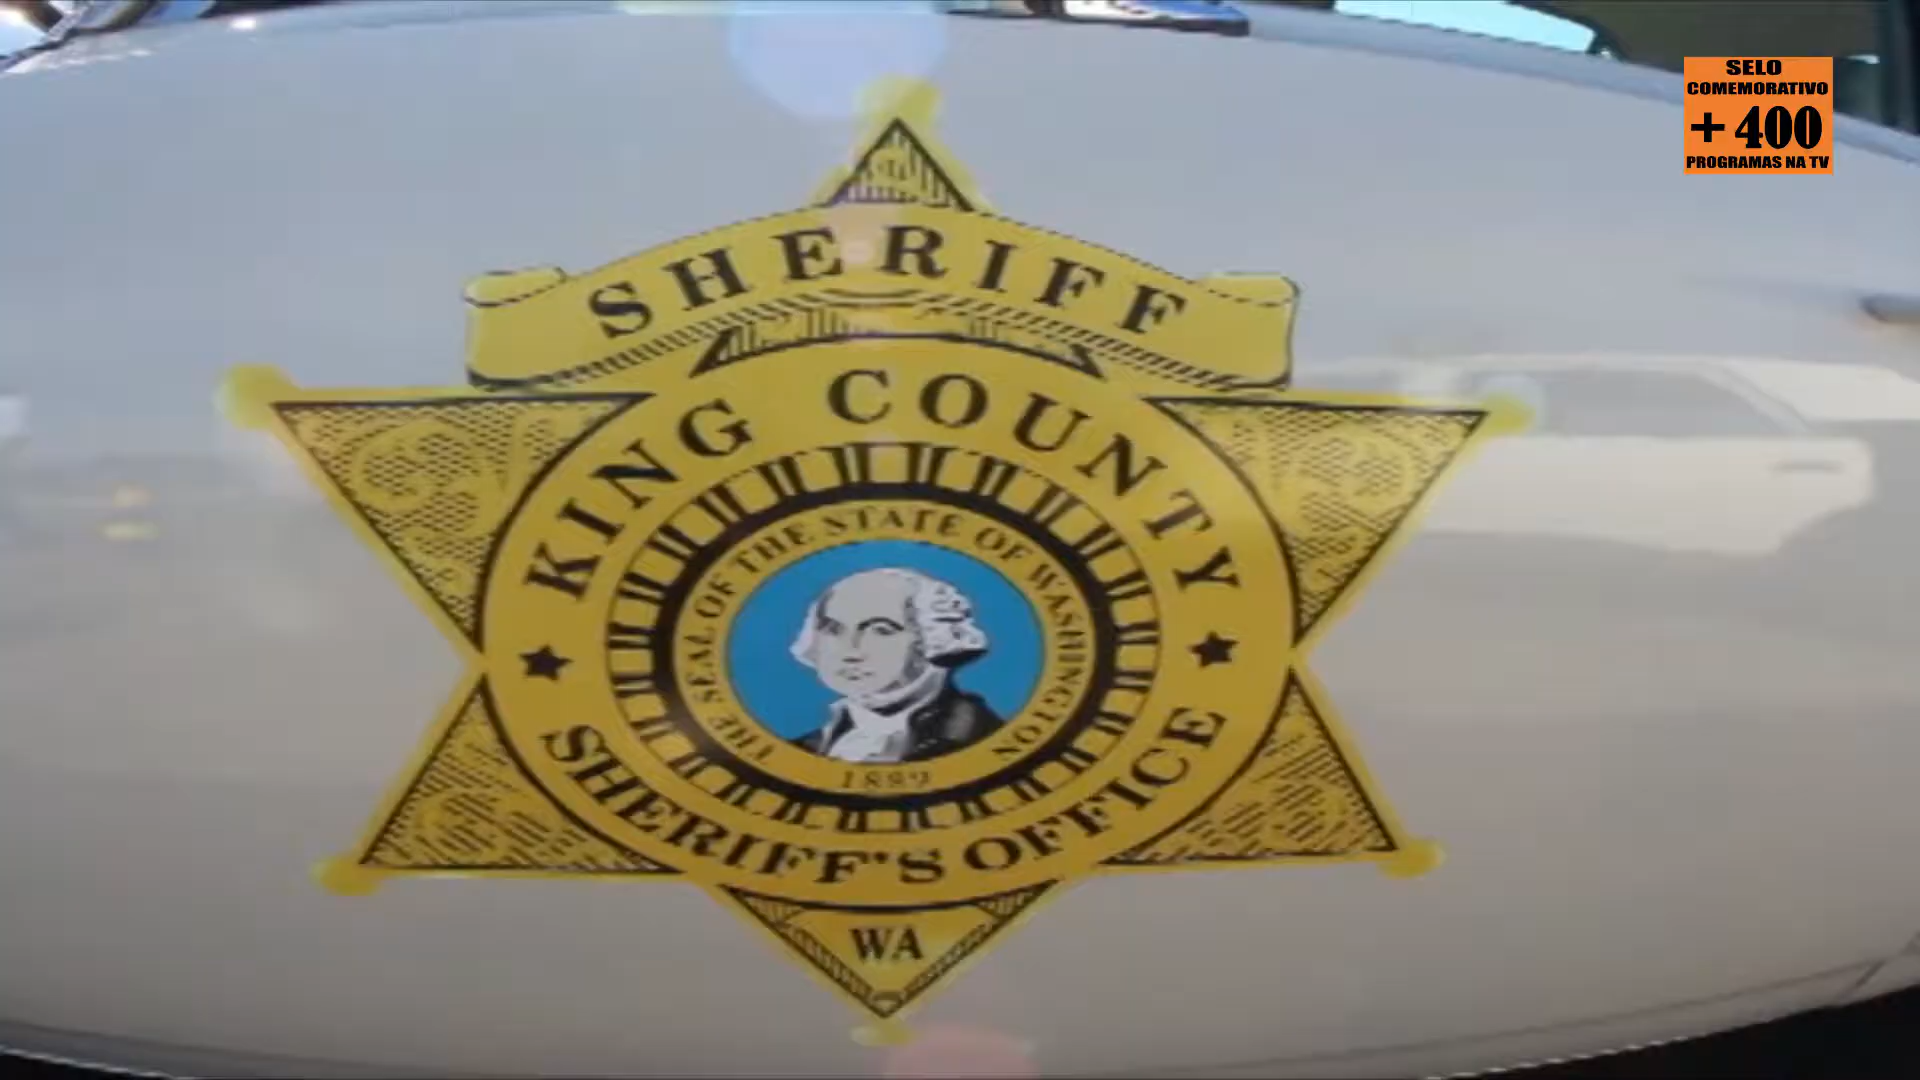 SELO
COMEMORATIVO
+ 400
PROGRAMAS NA TV
SHERIFF
KING COUNTY
THE SEAL OF THE STATE OF WASHINGTON
1889
SHERIFF'S OFFICE
WA